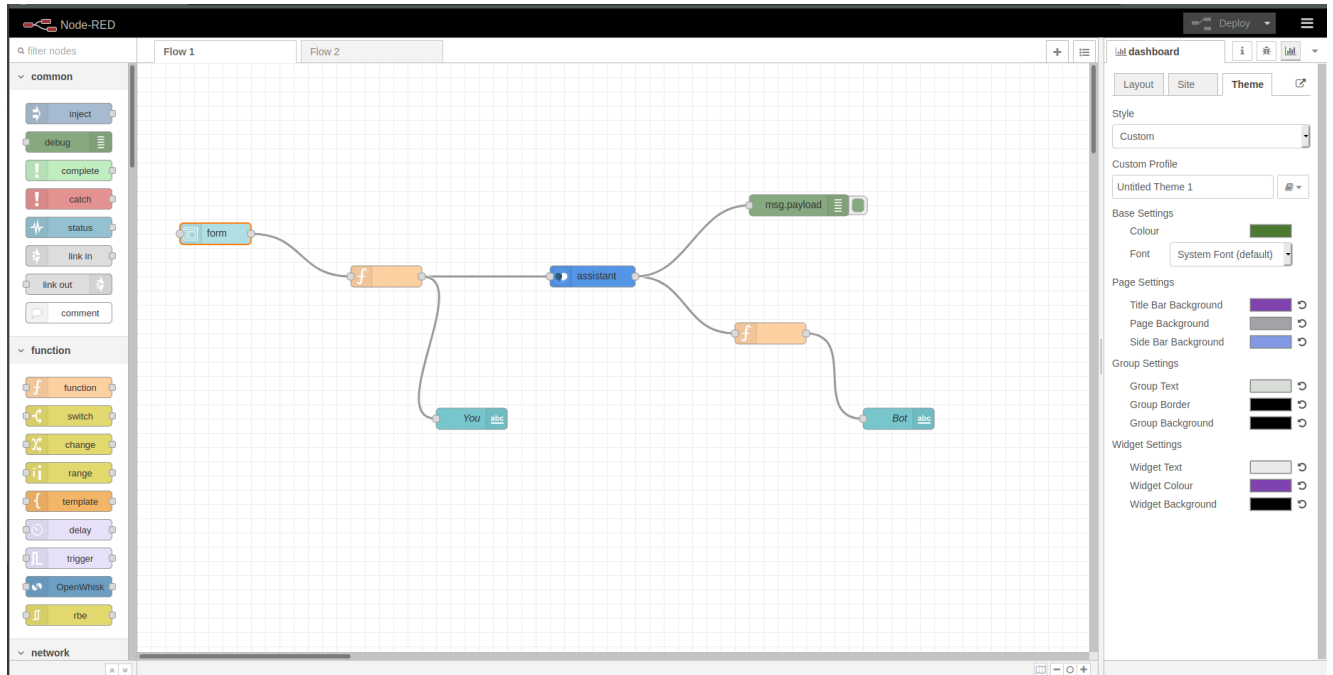 Node-RED
Deploy
filter nodes
common
inject
debug
complete
catch
status
link in
link out
comment
function
function
switch
change
range
template
delay
trigger
OpenWhisk
rbe
network
Flow 1
Flow 2
form
msg.payload
assistant
You
abc
Bot
abc
dashboard
i
Layout
Site
Theme
Style
Custom
Custom Profile
Untitled Theme 1
Base Settings
Colour
Font
System Font (default)
Page Settings
Title Bar Background
Page Background
Side Bar Background
Group Settings
Group Text
Group Border
Group Background
Widget Settings
Widget Text
Widget Colour
Widget Background